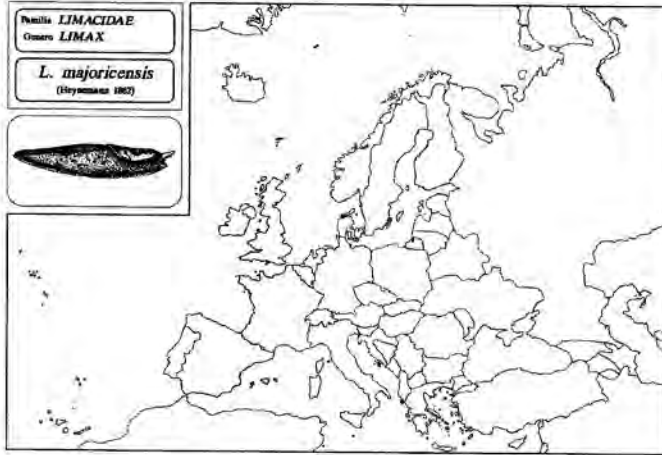 Familia LIMACIDAE
Genero LIMAX
L. majoricensis
(Heynemann 1862)